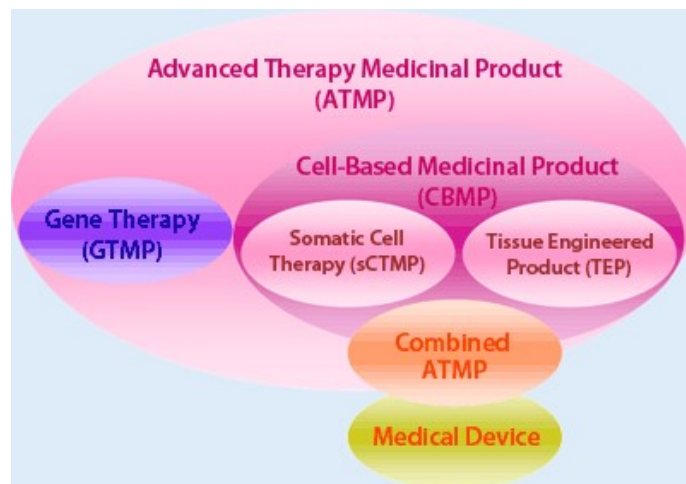 Advanced Therapy Medicinal Product
(ATMP)
Cell-Based Medicinal Product
(CBMP)
Gene Therapy
(GTMP)
Somatic Cell
Therapy (sCTMP)
Tissue Engineered
Product (TEP)
Combined
ATMP
Medical Device